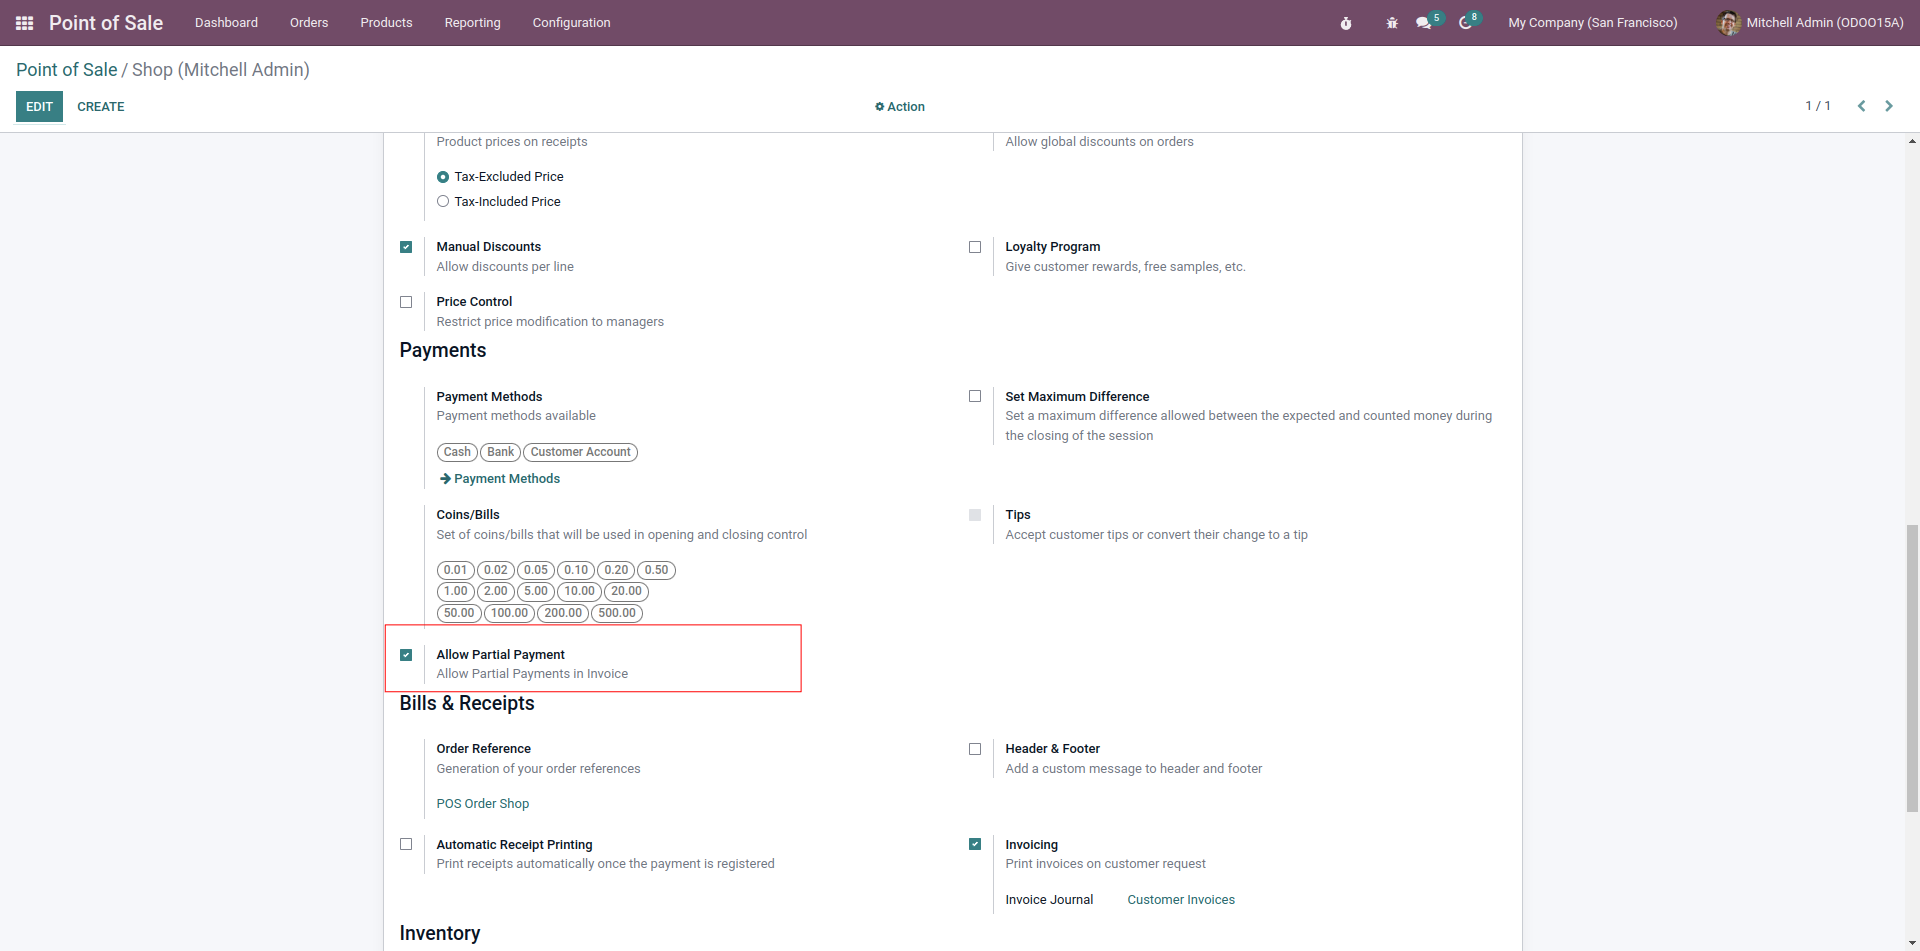 Point of Sale Dashboard Orders Products Reporting Configuration 5 8 My Company (San Francisco) Mitchell Admin (ODOO15A)
Point of Sale / Shop (Mitchell Admin)
EDIT CREATE Action 1 / 1
Product prices on receipts
Allow global discounts on orders
Tax-Excluded Price
Tax-Included Price
Manual Discounts
Allow discounts per line
Loyalty Program
Give customer rewards, free samples, etc.
Price Control
Restrict price modification to managers
Payments
Payment Methods
Payment methods available
Cash Bank Customer Account
Payment Methods
Set Maximum Difference
Set a maximum difference allowed between the expected and counted money during
the closing of the session
Coins/Bills
Set of coins/bills that will be used in opening and closing control
0.01 0.02 0.05 0.10 0.20 0.50
1.00 2.00 5.00 10.00 20.00
50.00 100.00 200.00 500.00
Tips
Accept customer tips or convert their change to a tip
Allow Partial Payment
Allow Partial Payments in Invoice
Bills & Receipts
Order Reference
Generation of your order references
POS Order Shop
Header & Footer
Add a custom message to header and footer
Automatic Receipt Printing
Print receipts automatically once the payment is registered
Invoicing
Print invoices on customer request
Invoice Journal Customer Invoices
Inventory